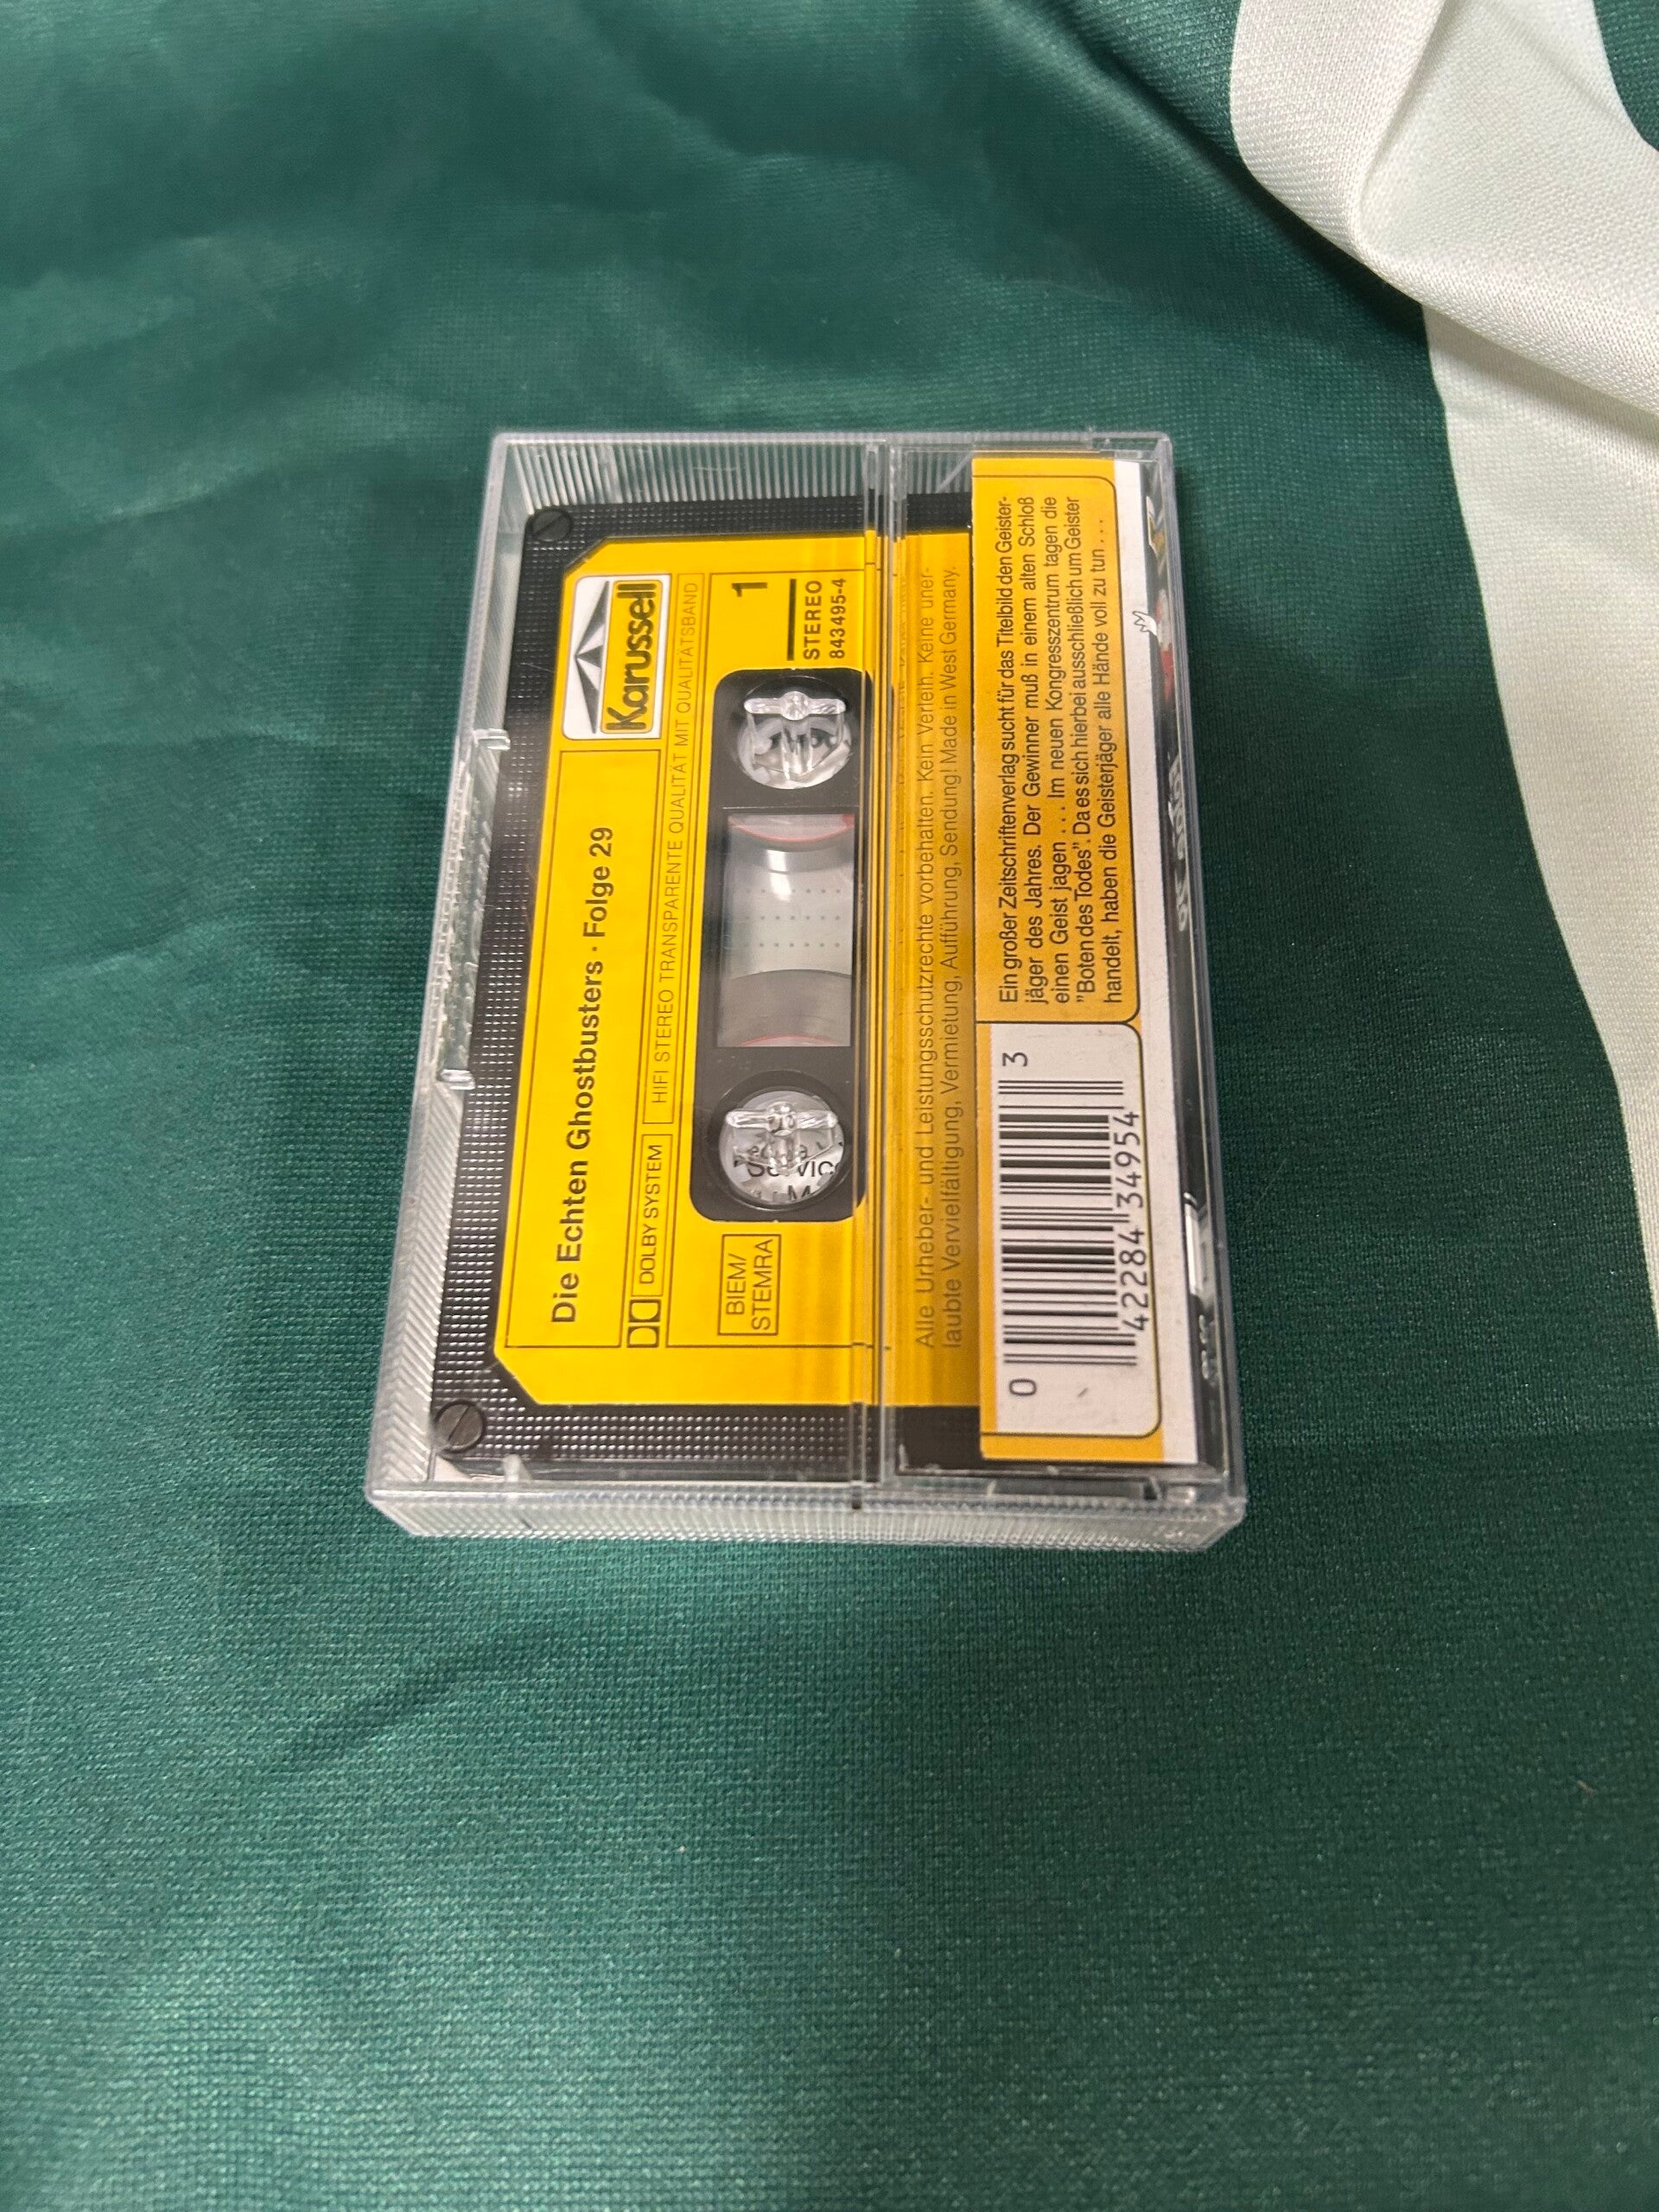 Karussell
Die Echten Ghostbusters · Folge 29
DOLBY SYSTEM
HIFI STEREO TRANSPARENTE QUALITÄT MIT QUALITÄTSBAND
1
STEREO
843495-4
BIEM/
STEMRA
Alle Urheber- und Leistungsschutzrechte vorbehalten. Kein Verleih. Keine uner-
laubte Vervielfältigung, Vermietung, Aufführung, Sendung! Made in West Germany.
Ein großer Zeitschriftenverlag sucht für das Titelbild den Geister-
jäger des Jahres. Der Gewinner muß in einem alten Schloß
einen Geist jagen . . . Im neuen Kongresszentrum tagen die
"Boten des Todes". Da es sich hierbei ausschließlich um Geister
handelt, haben die Geisterjäger alle Hände voll zu tun . . .
0 42284 34954 3